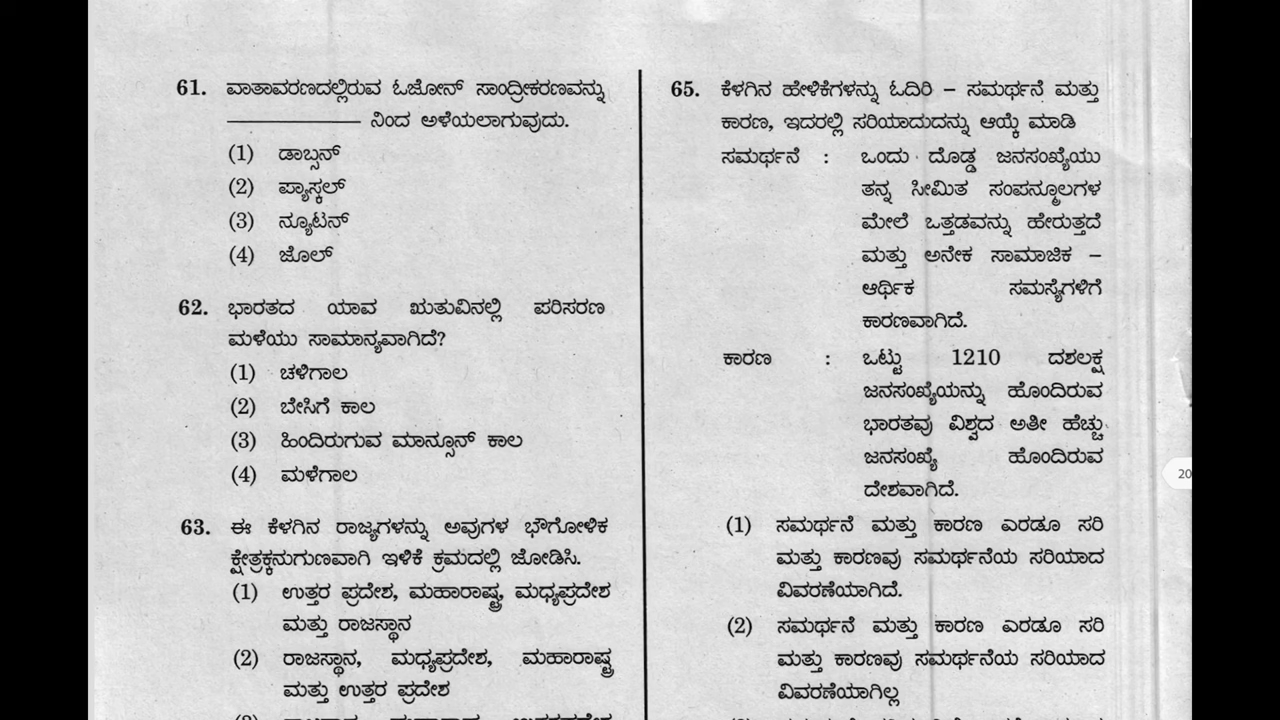 61. ವಾತಾವರಣದಲ್ಲಿರುವ ಓಜೋನ್ ಸಾಂದ್ರೀಕರಣವನ್ನು
__________ ನಿಂದ ಅಳೆಯಲಾಗುವುದು.
(1) ಡಾಬ್ಸನ್
(2) ಪ್ಯಾಸ್ಕಲ್
(3) ನ್ಯೂಟನ್
(4) ಜೊಲ್
62. ಭಾರತದ ಯಾವ ಋತುವಿನಲ್ಲಿ ಪರಿಸರಣ
ಮಳೆಯು ಸಾಮಾನ್ಯವಾಗಿದೆ?
(1) ಚಳಿಗಾಲ
(2) ಬೇಸಿಗೆ ಕಾಲ
(3) ಹಿಂದಿರುಗುವ ಮಾನ್ಸೂನ್ ಕಾಲ
(4) ಮಳೆಗಾಲ
63. ಈ ಕೆಳಗಿನ ರಾಜ್ಯಗಳನ್ನು ಅವುಗಳ ಭೌಗೋಳಿಕ
ಕ್ಷೇತ್ರಕ್ಕನುಗುಣವಾಗಿ ಇಳಿಕೆ ಕ್ರಮದಲ್ಲಿ ಜೋಡಿಸಿ.
(1) ಉತ್ತರ ಪ್ರದೇಶ, ಮಹಾರಾಷ್ಟ್ರ, ಮಧ್ಯಪ್ರದೇಶ
ಮತ್ತು ರಾಜಸ್ಥಾನ
(2) ರಾಜಸ್ಥಾನ, ಮಧ್ಯಪ್ರದೇಶ, ಮಹಾರಾಷ್ಟ್ರ
ಮತ್ತು ಉತ್ತರ ಪ್ರದೇಶ
65. ಕೆಳಗಿನ ಹೇಳಿಕೆಗಳನ್ನು ಓದಿರಿ – ಸಮರ್ಥನೆ ಮತ್ತು
ಕಾರಣ, ಇದರಲ್ಲಿ ಸರಿಯಾದುದನ್ನು ಆಯ್ಕೆ ಮಾಡಿ
ಸಮರ್ಥನೆ : ಒಂದು ದೊಡ್ಡ ಜನಸಂಖ್ಯೆಯು
ತನ್ನ ಸೀಮಿತ ಸಂಪನ್ಮೂಲಗಳ
ಮೇಲೆ ಒತ್ತಡವನ್ನು ಹೇರುತ್ತದೆ
ಮತ್ತು ಅನೇಕ ಸಾಮಾಜಿಕ –
ಆರ್ಥಿಕ ಸಮಸ್ಯೆಗಳಿಗೆ
ಕಾರಣವಾಗಿದೆ.
ಕಾರಣ : ಒಟ್ಟು 1210 ದಶಲಕ್ಷ
ಜನಸಂಖ್ಯೆಯನ್ನು ಹೊಂದಿರುವ
ಭಾರತವು ವಿಶ್ವದ ಅತೀ ಹೆಚ್ಚು
ಜನಸಂಖ್ಯೆ ಹೊಂದಿರುವ
ದೇಶವಾಗಿದೆ.
(1) ಸಮರ್ಥನೆ ಮತ್ತು ಕಾರಣ ಎರಡೂ ಸರಿ
ಮತ್ತು ಕಾರಣವು ಸಮರ್ಥನೆಯ ಸರಿಯಾದ
ವಿವರಣೆಯಾಗಿದೆ.
(2) ಸಮರ್ಥನೆ ಮತ್ತು ಕಾರಣ ಎರಡೂ ಸರಿ
ಮತ್ತು ಕಾರಣವು ಸಮರ್ಥನೆಯ ಸರಿಯಾದ
ವಿವರಣೆಯಾಗಿಲ್ಲ
20